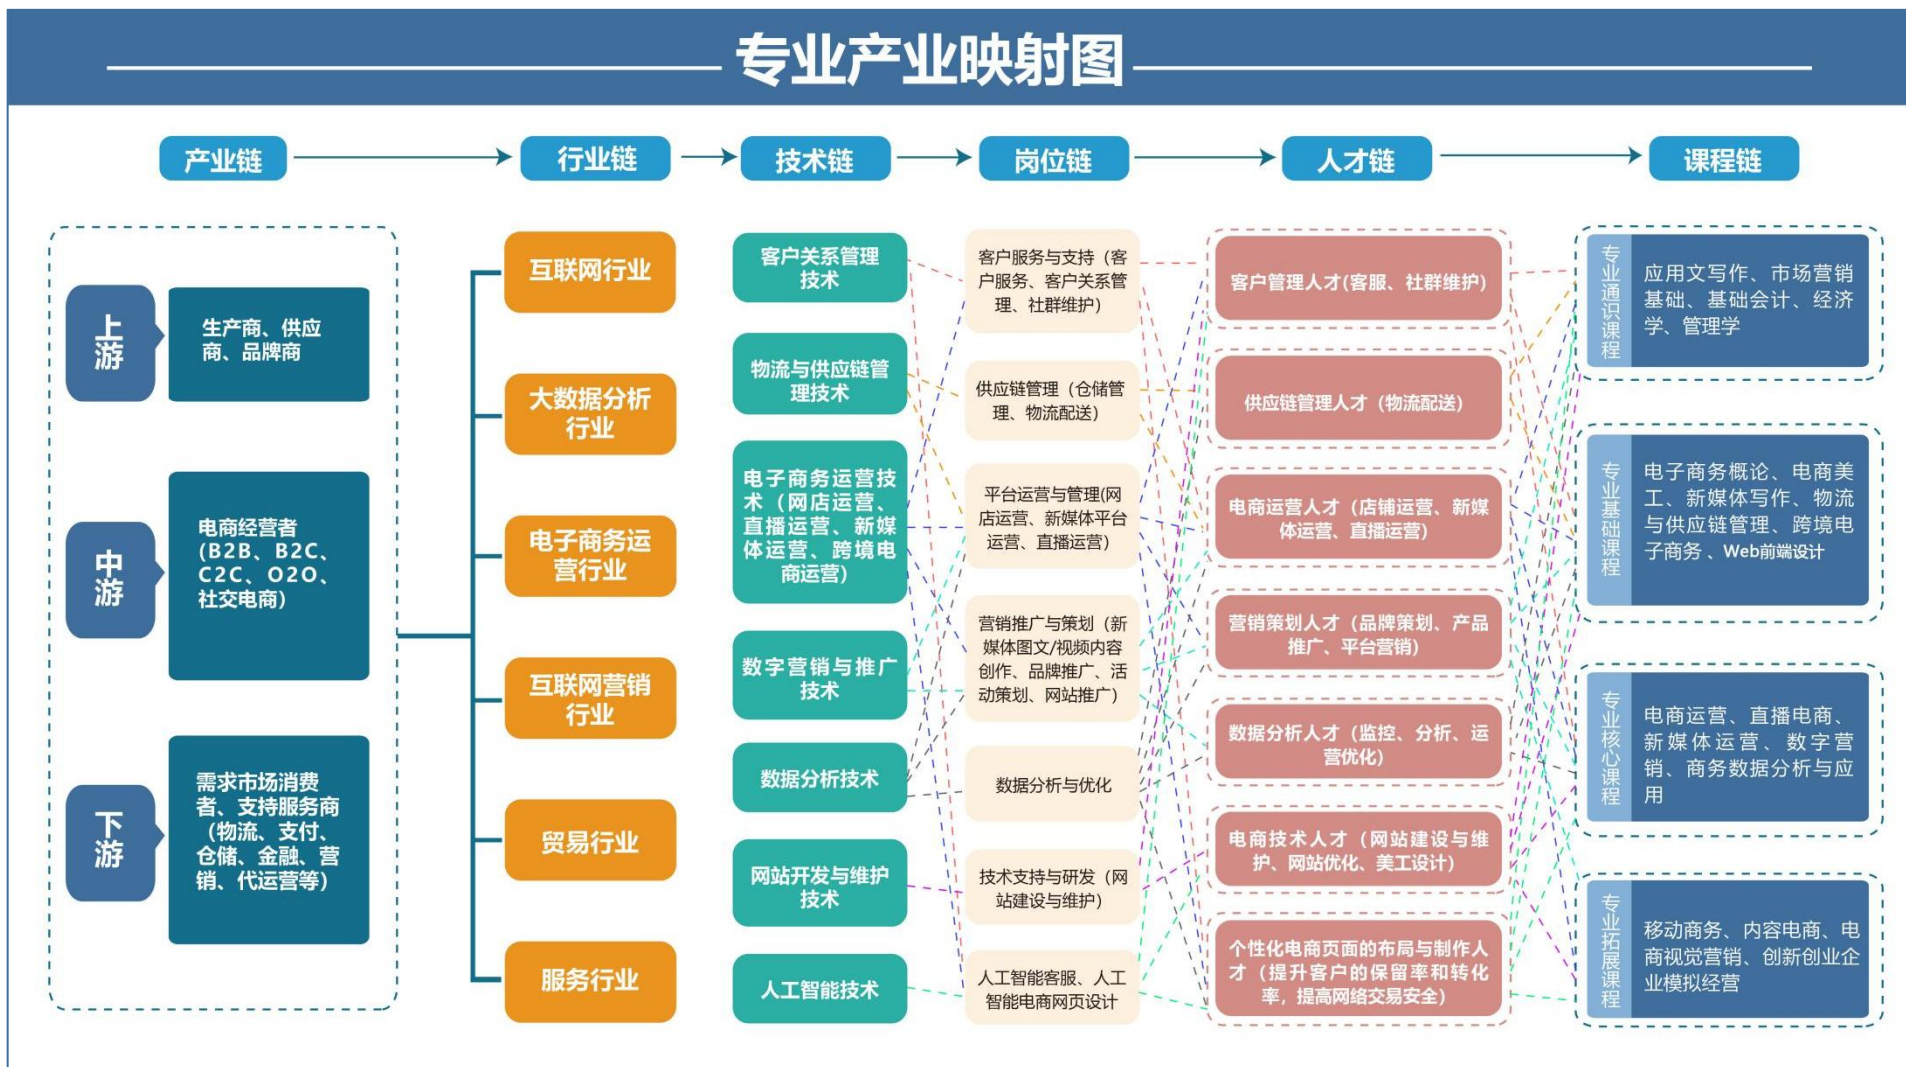 专业产业映射图
产业链
行业链
技术链
岗位链
人才链
课程链
上游
生产商、供应
商、品牌商
中游
电商经营者
（B2B、B2C、
C2C、O2O、
社交电商）
下游
需求市场消费
者、支持服务商
（物流、支付、
仓储、金融、营
销、代运营等）
互联网行业
大数据分析
行业
电子商务运
营行业
互联网营销
行业
贸易行业
服务行业
客户关系管理
技术
物流与供应链管
理技术
电子商务运营技
术（网店运营、
直播运营、新媒
体运营、跨境电
商运营）
数字营销与推广
技术
数据分析技术
网站开发与维护
技术
人工智能技术
客户服务与支持（客
户服务、客户关系管
理、社群维护）
供应链管理（仓储管
理、物流配送）
平台运营与管理(网
店运营、新媒体平台
运营、直播运营）
营销推广与策划（新
媒体图文/视频内容
创作、品牌推广、活
动策划、网站推广）
数据分析与优化
技术支持与研发（网
站建设与维护）
人工智能客服、人工
智能电商网页设计
客户管理人才(客服、社群维护)
供应链管理人才（物流配送）
电商运营人才（店铺运营、新媒
体运营、直播运营）
营销策划人才（品牌策划、产品
推广、平台营销）
数据分析人才（监控、分析、运
营优化）
电商技术人才（网站建设与维
护、网站优化、美工设计）
个性化电商页面的布局与制作人
才（提升客户的保留率和转化
率，提高网络交易安全）
专业通识课程
应用文写作、市场营销
基础、基础会计、经济
学、管理学
专业基础课程
电子商务概论、电商美
工、新媒体写作、物流
与供应链管理、跨境电
子商务、Web前端设计
专业核心课程
电商运营、直播电商、
新媒体运营、数字营
销、商务数据分析与应
用
专业拓展课程
移动商务、内容电商、电
商视觉营销、创新创业企
业模拟经营